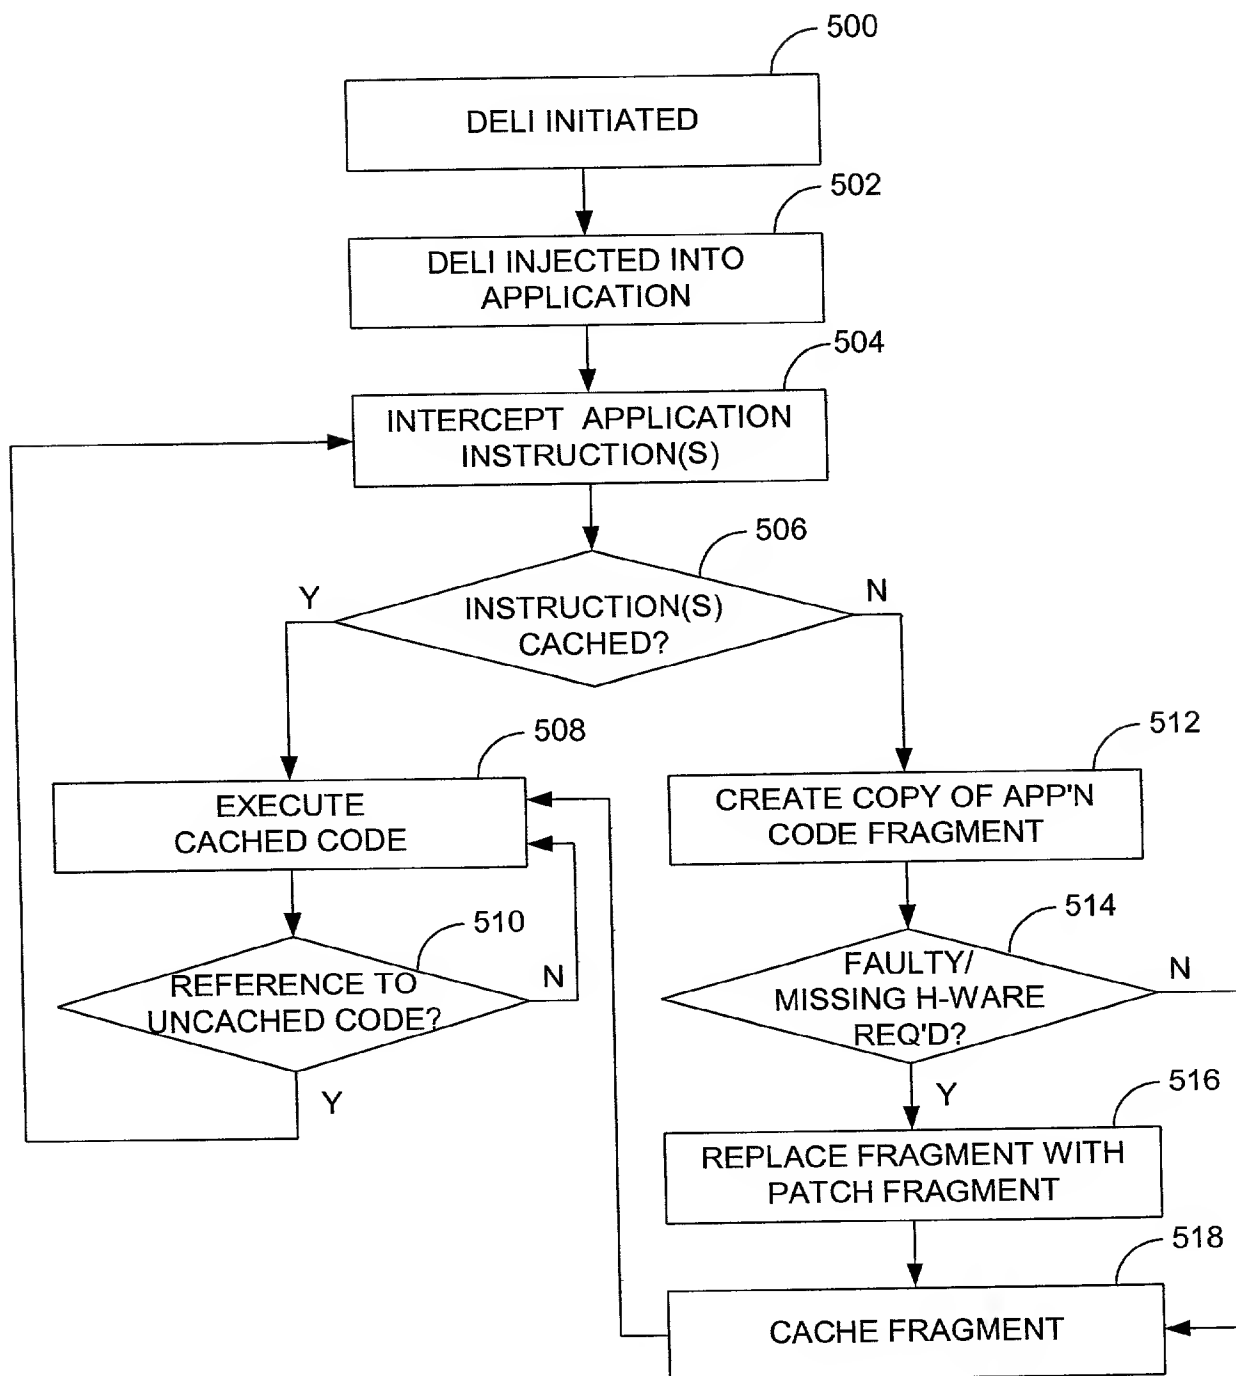 500
DELI INITIATED
502
DELI INJECTED INTO
APPLICATION
504
INTERCEPT APPLICATION
INSTRUCTION(S)
506
Y
INSTRUCTION(S)
CACHED?
N
508
EXECUTE
CACHED CODE
512
CREATE COPY OF APP'N
CODE FRAGMENT
510
REFERENCE TO
UNCACHED CODE?
N
Y
514
FAULTY/
MISSING H-WARE
REQ'D?
N
Y
516
REPLACE FRAGMENT WITH
PATCH FRAGMENT
518
CACHE FRAGMENT